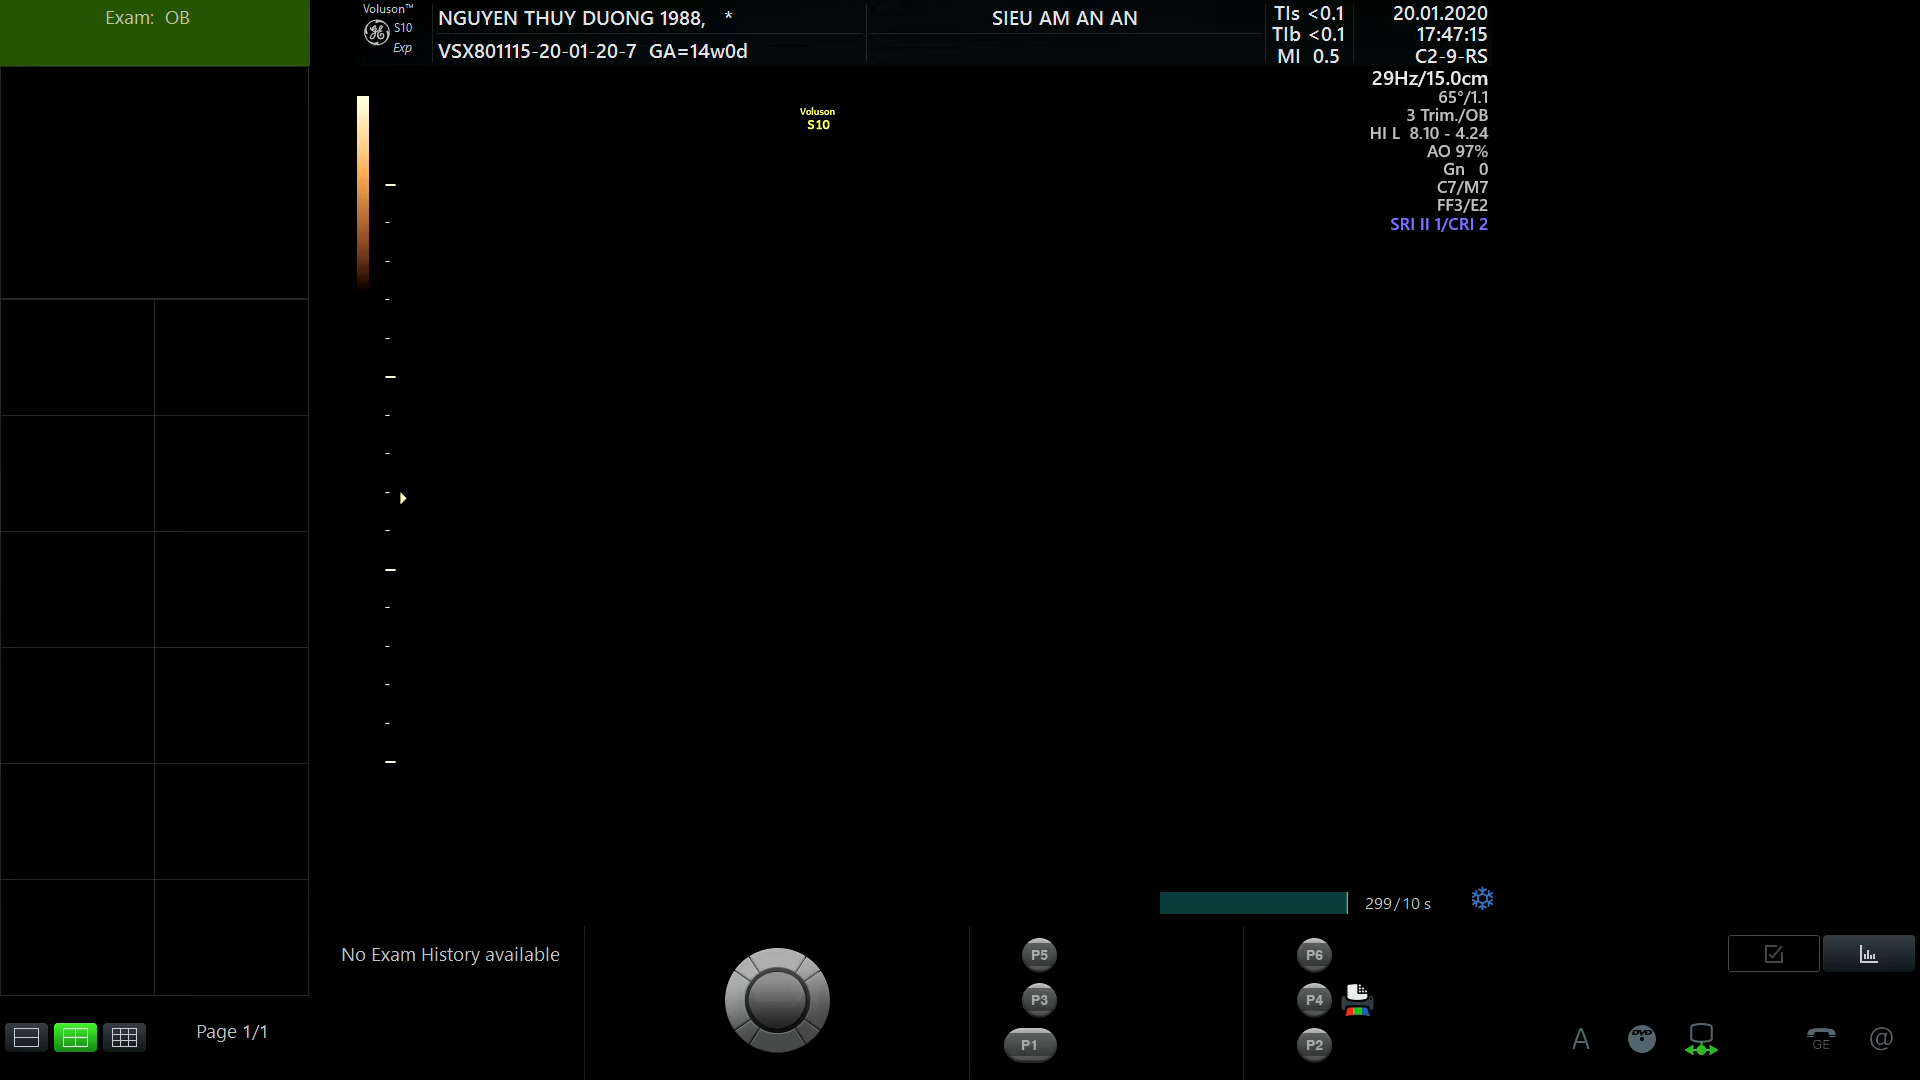 Exam: OB
Voluson™
S10
Exp
NGUYEN THUY DUONG 1988, *
VSX801115-20-01-20-7 GA=14w0d
SIEU AM AN AN
TIs <0.1
TIb <0.1
MI 0.5
20.01.2020
17:47:15
C2-9-RS
29Hz/15.0cm
65°/1.1
3 Trim./OB
HI L 8.10 - 4.24
AO 97%
Gn 0
C7/M7
FF3/E2
SRI II 1/CRI 2
Voluson
S10
299/10 s
No Exam History available
P5
P3
P1
P6
P4
P2
Page 1/1
A
DVD
GE
@